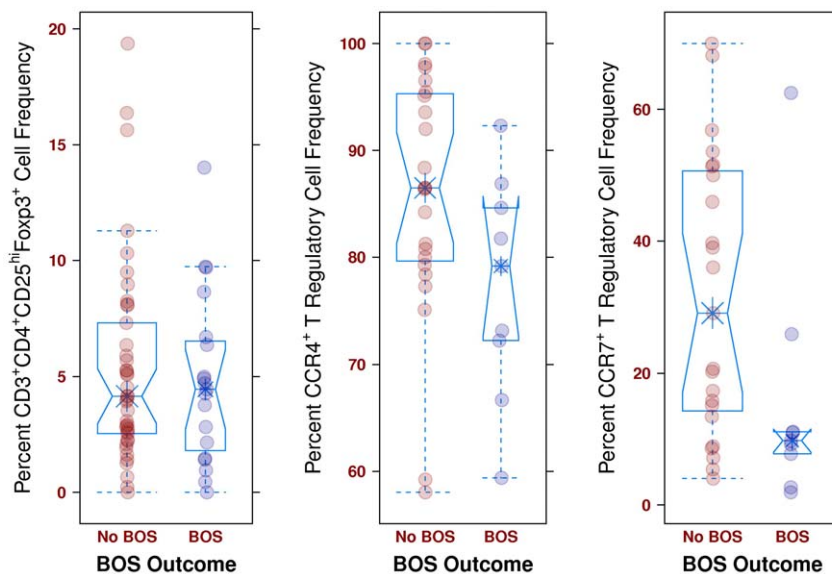 Percent CD3⁺CD4⁺CD25ʰⁱFoxp3⁺ Cell Frequency
20
15
10
5
0
No BOS BOS
BOS Outcome
Percent CCR4⁺ T Regulatory Cell Frequency
100
90
80
70
60
No BOS BOS
BOS Outcome
Percent CCR7⁺ T Regulatory Cell Frequency
60
40
20
0
No BOS BOS
BOS Outcome